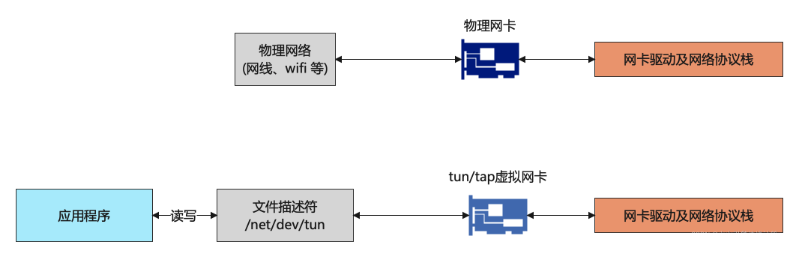 物理网卡
物理网络
(网线、wifi 等)
网卡驱动及网络协议栈
tun/tap虚拟网卡
应用程序
读写
文件描述符
/net/dev/tun
网卡驱动及网络协议栈